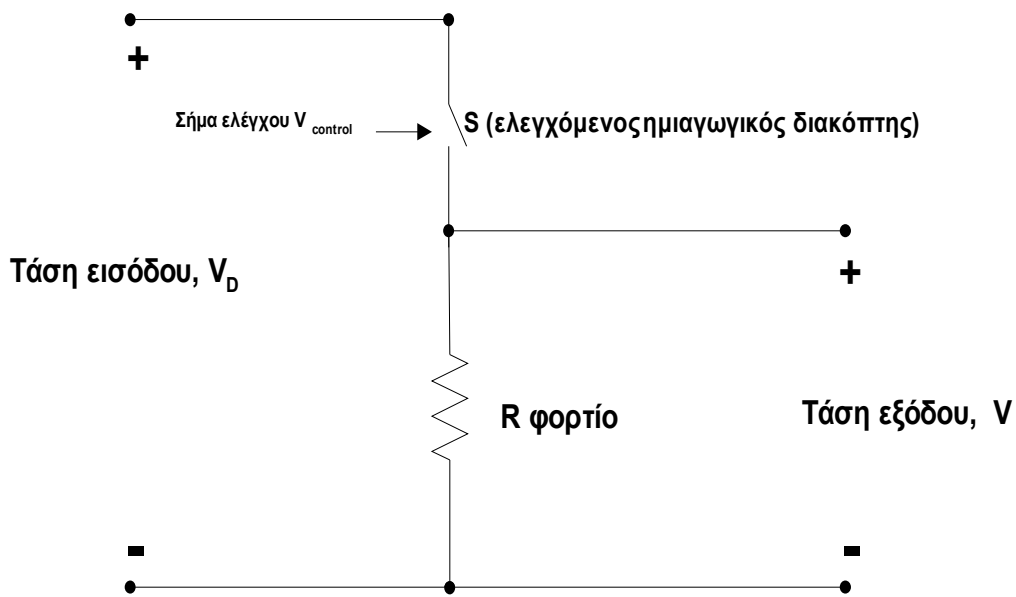 +
Σήμα ελέγχου V control
S (ελεγχόμενος ημιαγωγικός διακόπτης)
Τάση εισόδου, VD
+
R φορτίο
Τάση εξόδου, V
-
-